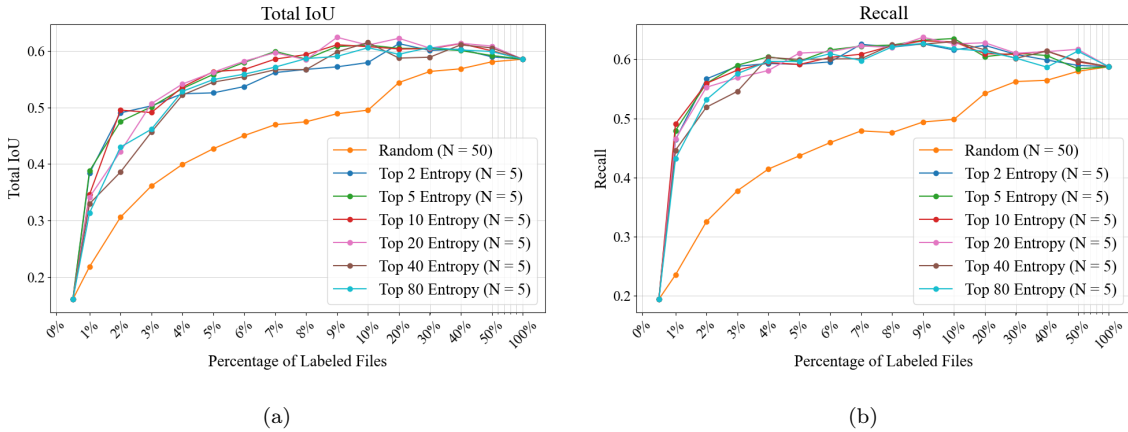 Total IoU
Total IoU
0.6
0.5
0.4
0.3
0.2
Random (N = 50)
Top 2 Entropy (N = 5)
Top 5 Entropy (N = 5)
Top 10 Entropy (N = 5)
Top 20 Entropy (N = 5)
Top 40 Entropy (N = 5)
Top 80 Entropy (N = 5)
0% 1% 2% 3% 4% 5% 6% 7% 8% 9% 10% 20% 30% 40% 50% 100%
Percentage of Labeled Files
(a)
Recall
Recall
0.6
0.5
0.4
0.3
0.2
Random (N = 50)
Top 2 Entropy (N = 5)
Top 5 Entropy (N = 5)
Top 10 Entropy (N = 5)
Top 20 Entropy (N = 5)
Top 40 Entropy (N = 5)
Top 80 Entropy (N = 5)
0% 1% 2% 3% 4% 5% 6% 7% 8% 9% 10% 20% 30% 40% 50% 100%
Percentage of Labeled Files
(b)